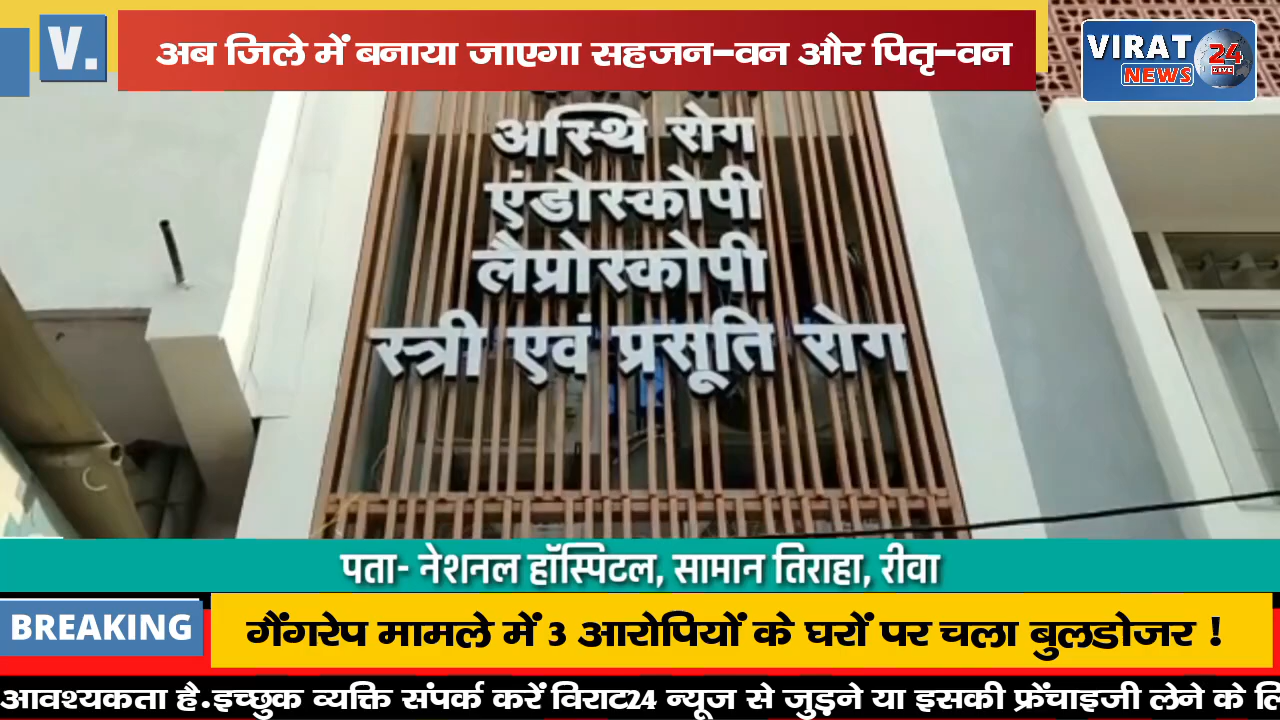 V.
अब जिले में बनाया जाएगा सहजन-वन और पितृ-वन
VIRAT
NEWS
24
LIVE
अस्थि रोग
एंडोस्कोपी
लैप्रोस्कोपी
स्त्री एवं प्रसूति रोग
पता- नेशनल हॉस्पिटल, सामान तिराहा, रीवा
BREAKING
गैंगरेप मामले में 3 आरोपियों के घरों पर चला बुलडोजर !
आवश्यकता है.इच्छुक व्यक्ति संपर्क करें विराट24 न्यूज से जुड़ने या इसकी फ्रेंचाइजी लेने के